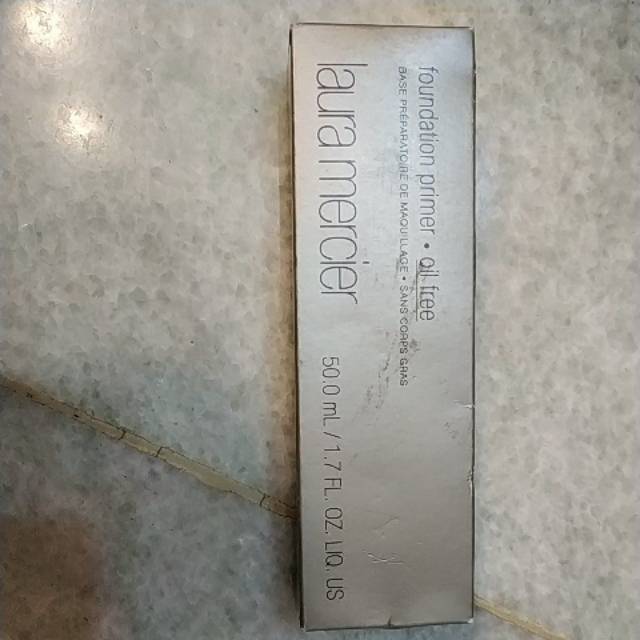 foundation primer • oil free
BASE PRÉPARATOIRE DE MAQUILLAGE • SANS CORPS GRAS
laura mercier
50.0 mL / 1.7 FL. OZ. LIQ. US